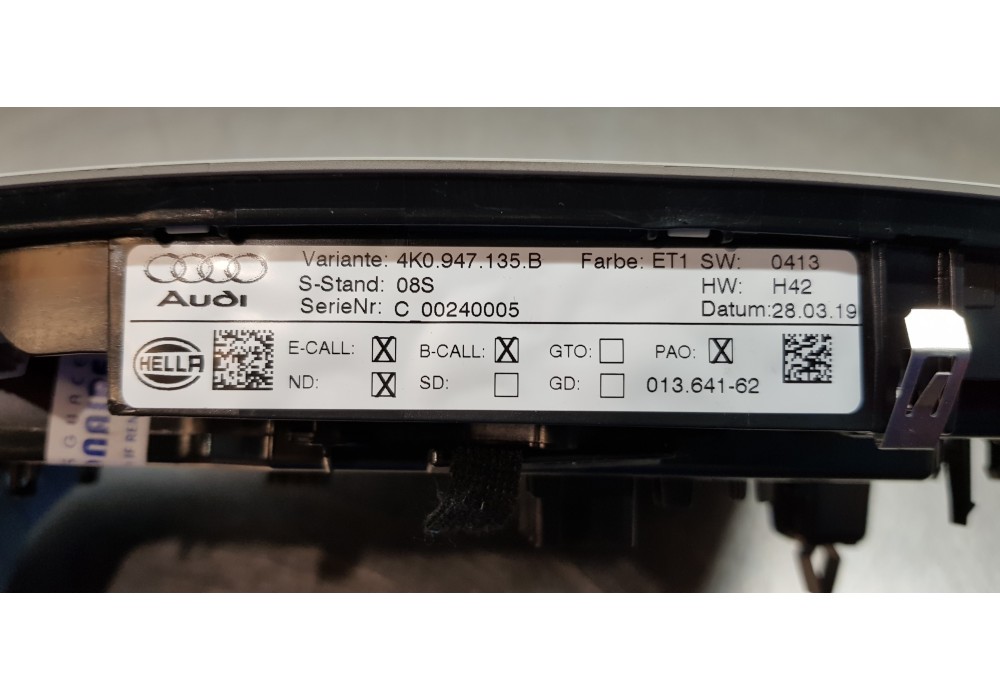 Audi
Variante: 4K0.947.135.B Farbe: ET1 SW: 0413
S-Stand: 08S HW: H42
SerieNr: C_00240005 Datum:28.03.19
HELLA
E-CALL: X B-CALL: X GTO: PAO: X
ND: X SD: GD: 013.641-62